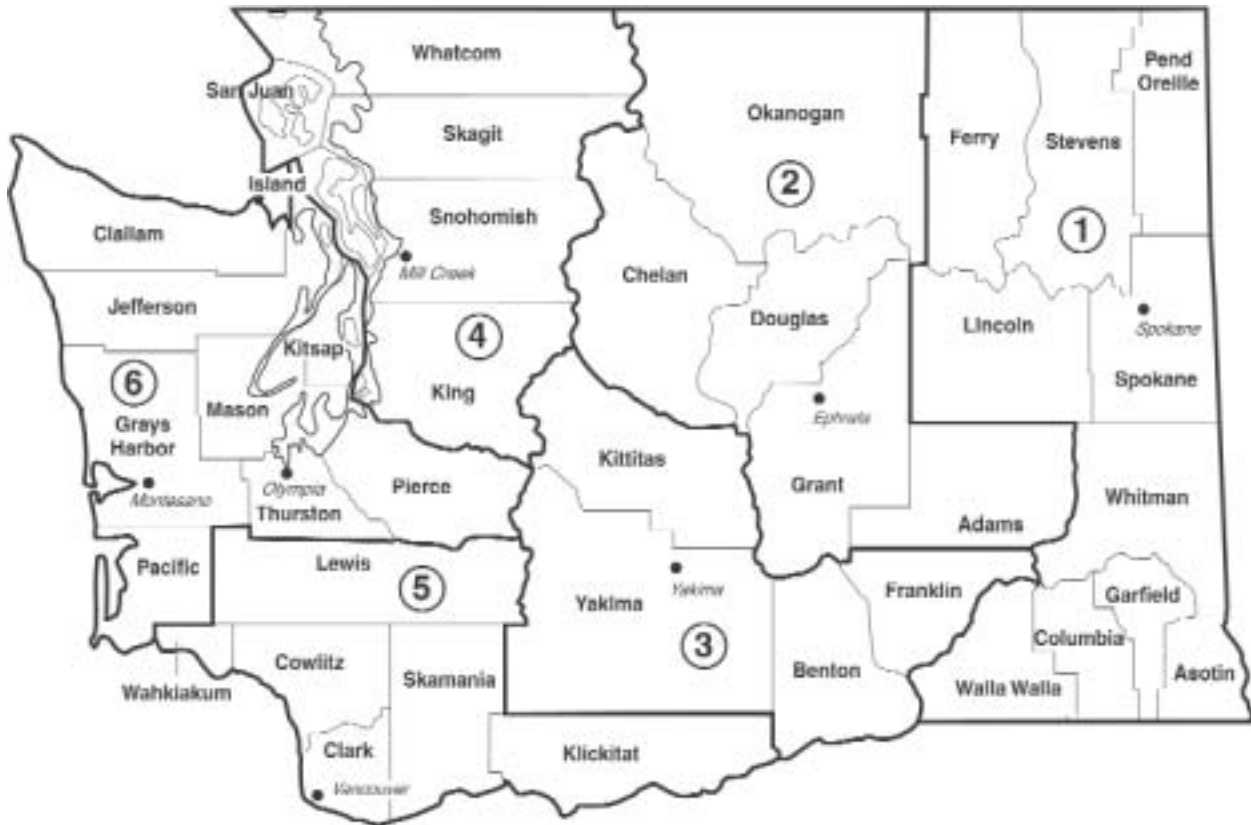 Whatcom
Pend
Oreille
San Juan
Okanogan
Skagit
Ferry
Stevens
Island
2
Snohomish
Clallam
1
Mill Creek
Chelan
Jefferson
Douglas
Lincoln
Spokane
4
Kitsap
6
King
Spokane
Mason
Ephrata
Grays
Harbor
Kittitas
Pierce
Grant
Whitman
Montesano
Olympia
Thurston
Adams
Lewis
Pacific
5
Yakima
Yakima
Franklin
Garfield
3
Columbia
Cowlitz
Skamania
Benton
Walla Walla
Asotin
Wahkiakum
Clark
Klickitat
Vancouver